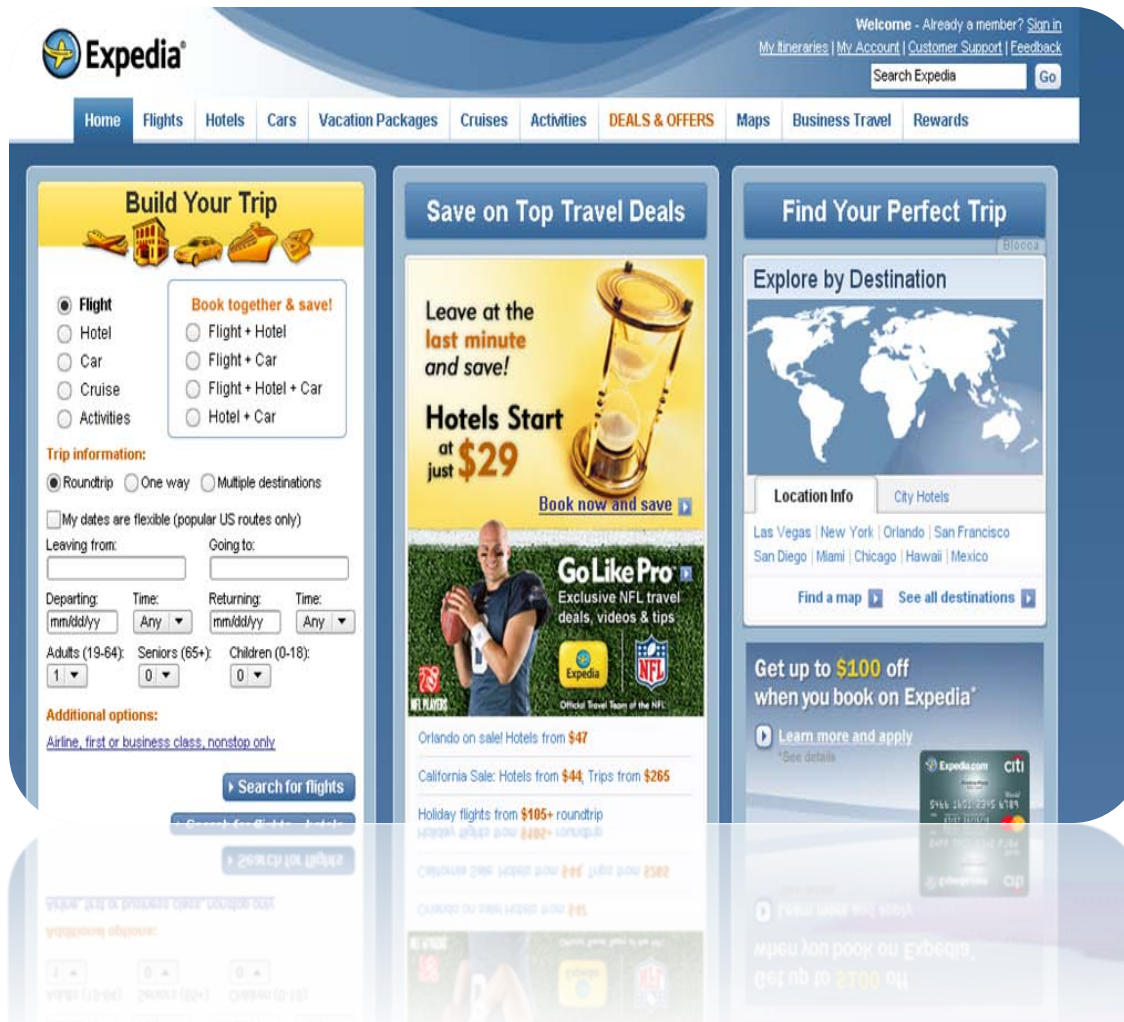 Expedia®
Welcome - Already a member? Sign in
My Itineraries | My Account | Customer Support | Feedback
Search Expedia Go
Home Flights Hotels Cars Vacation Packages Cruises Activities DEALS & OFFERS Maps Business Travel Rewards
Build Your Trip
Flight
Hotel
Car
Cruise
Activities
Book together & save!
Flight + Hotel
Flight + Car
Flight + Hotel + Car
Hotel + Car
Trip information:
Roundtrip One way Multiple destinations
My dates are flexible (popular US routes only)
Leaving from: Going to:
Departing: Time: Returning: Time:
mm/dd/yy Any mm/dd/yy Any
Adults (19-64): Seniors (65+): Children (0-18):
1 0 0
Additional options:
Airline, first or business class, nonstop only
Search for flights
Save on Top Travel Deals
Leave at the
last minute
and save!
Hotels Start
at just $29
Book now and save
Go Like Pro
Exclusive NFL travel
deals, videos & tips
Expedia NFL
NFL PLAYERS
Official Travel Team of the NFL
Orlando on sale! Hotels from $47
California Sale: Hotels from $44; Trips from $265
Holiday flights from $105+ roundtrip
Find Your Perfect Trip
Explore by Destination
Location Info City Hotels
Las Vegas | New York | Orlando | San Francisco
San Diego | Miami | Chicago | Hawaii | Mexico
Find a map See all destinations
Get up to $100 off
when you book on Expedia*
Learn more and apply
*See details
Expedia.com citi
World